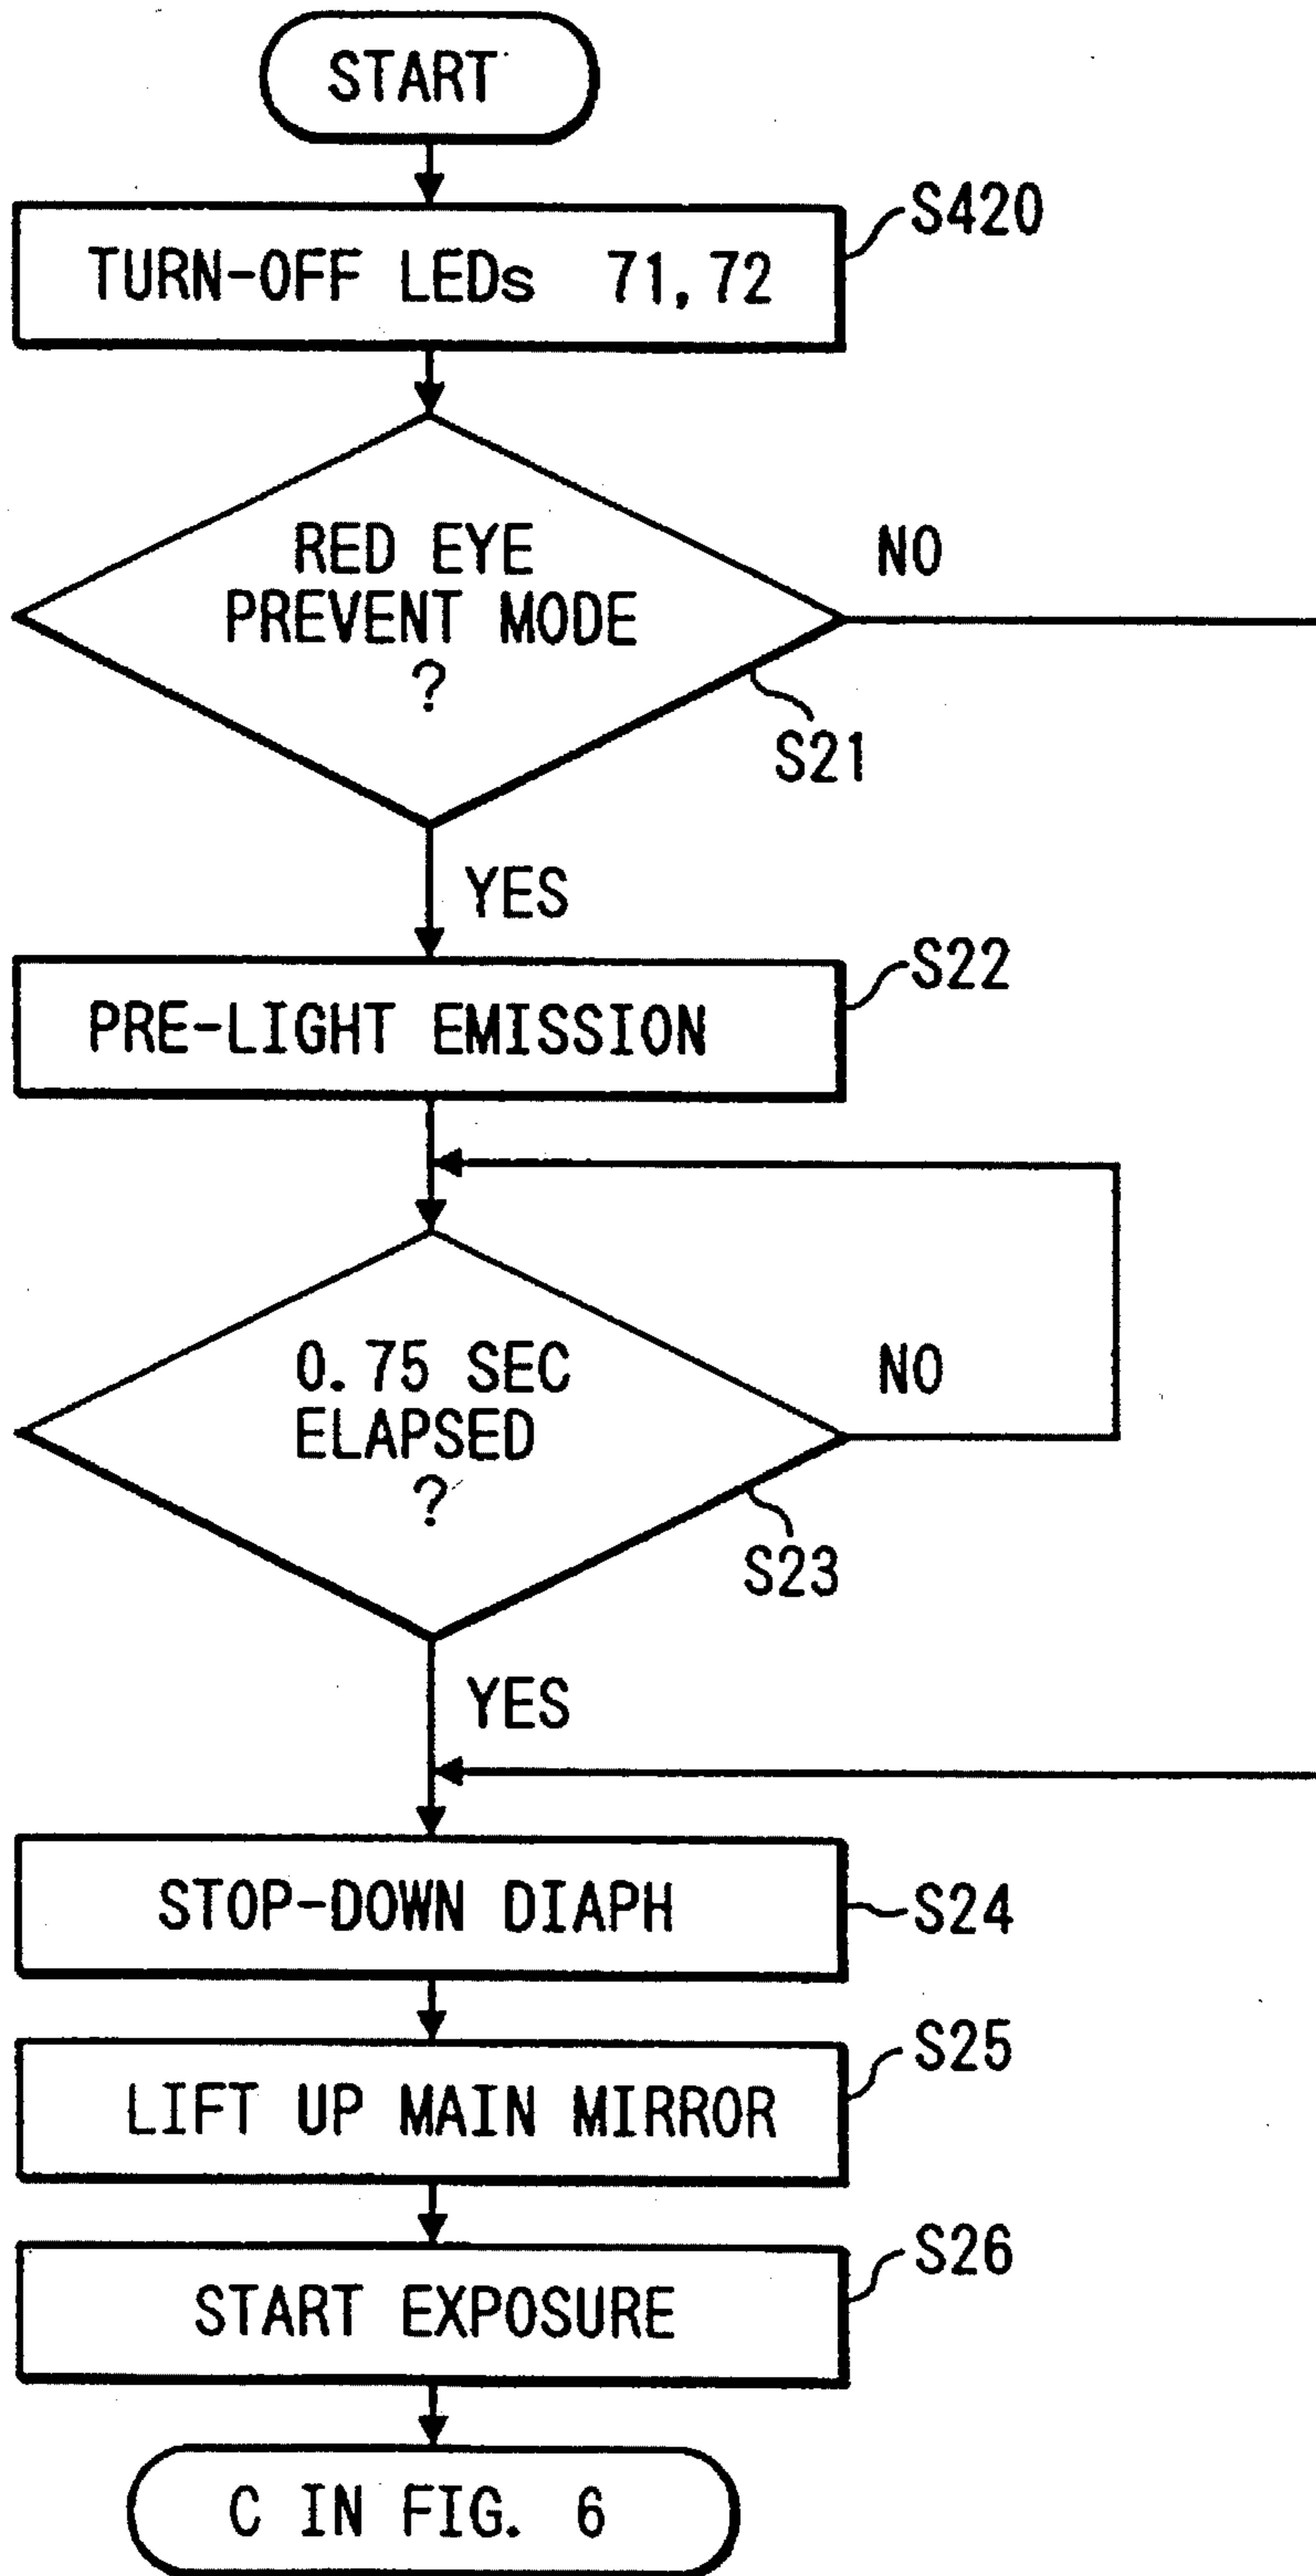 START
S420
TURN-OFF LEDs 71,72
RED EYE
PREVENT MODE
?
NO
S21
YES
S22
PRE-LIGHT EMISSION
0.75 SEC
ELAPSED
?
NO
S23
YES
STOP-DOWN DIAPH
S24
S25
LIFT UP MAIN MIRROR
S26
START EXPOSURE
C IN FIG. 6